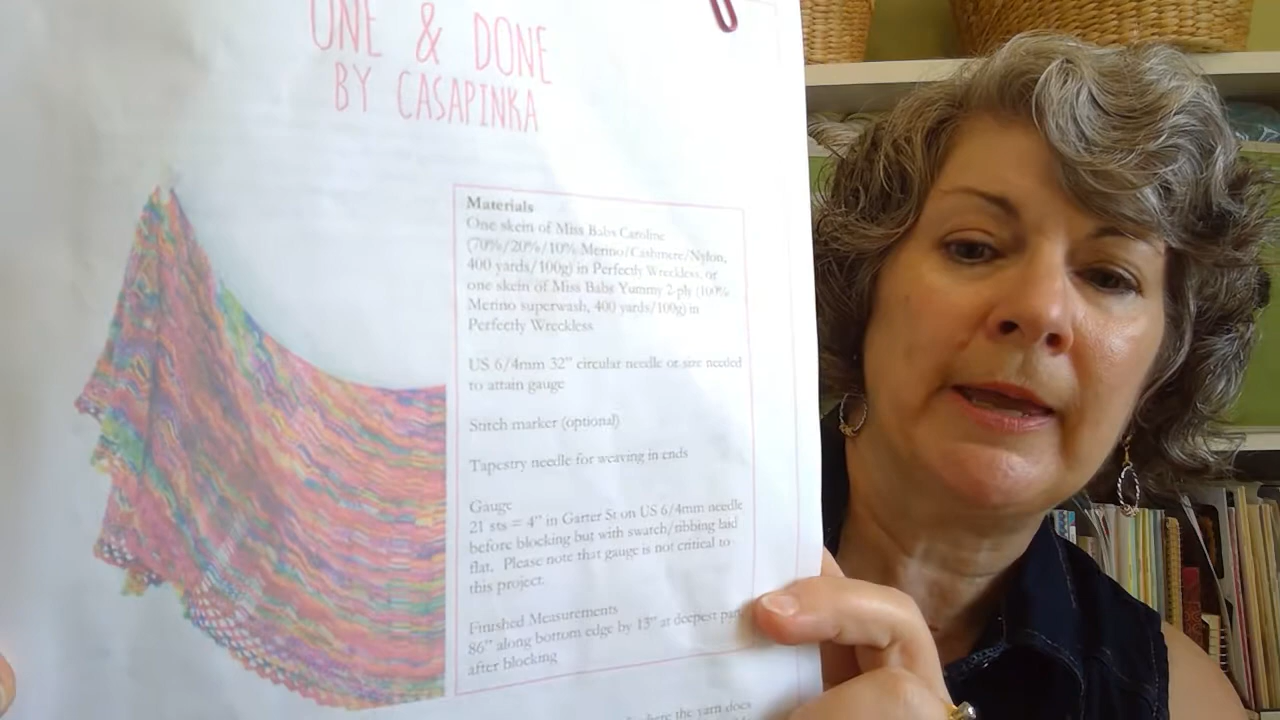 ONE & DONE
BY CASAPINKA
Materials
One skein of Miss Babs Caroline
(70%/20%/10% Merino/Cashmere/Nylon,
400 yards/100g) in Perfectly Wreckless, or
one skein of Miss Babs Yummy 2-ply (100%
Merino superwash, 400 yards/100g) in
Perfectly Wreckless
US 6/4mm 32" circular needle or size needed
to attain gauge
Stitch marker (optional)
Tapestry needle for weaving in ends
Gauge
21 sts = 4" in Garter St on US 6/4mm needle
before blocking but with swatch/ribbing laid
flat. Please note that gauge is not critical to
this project.
Finished Measurements
86" along bottom edge by 13" at deepest part
after blocking
where the yarn does